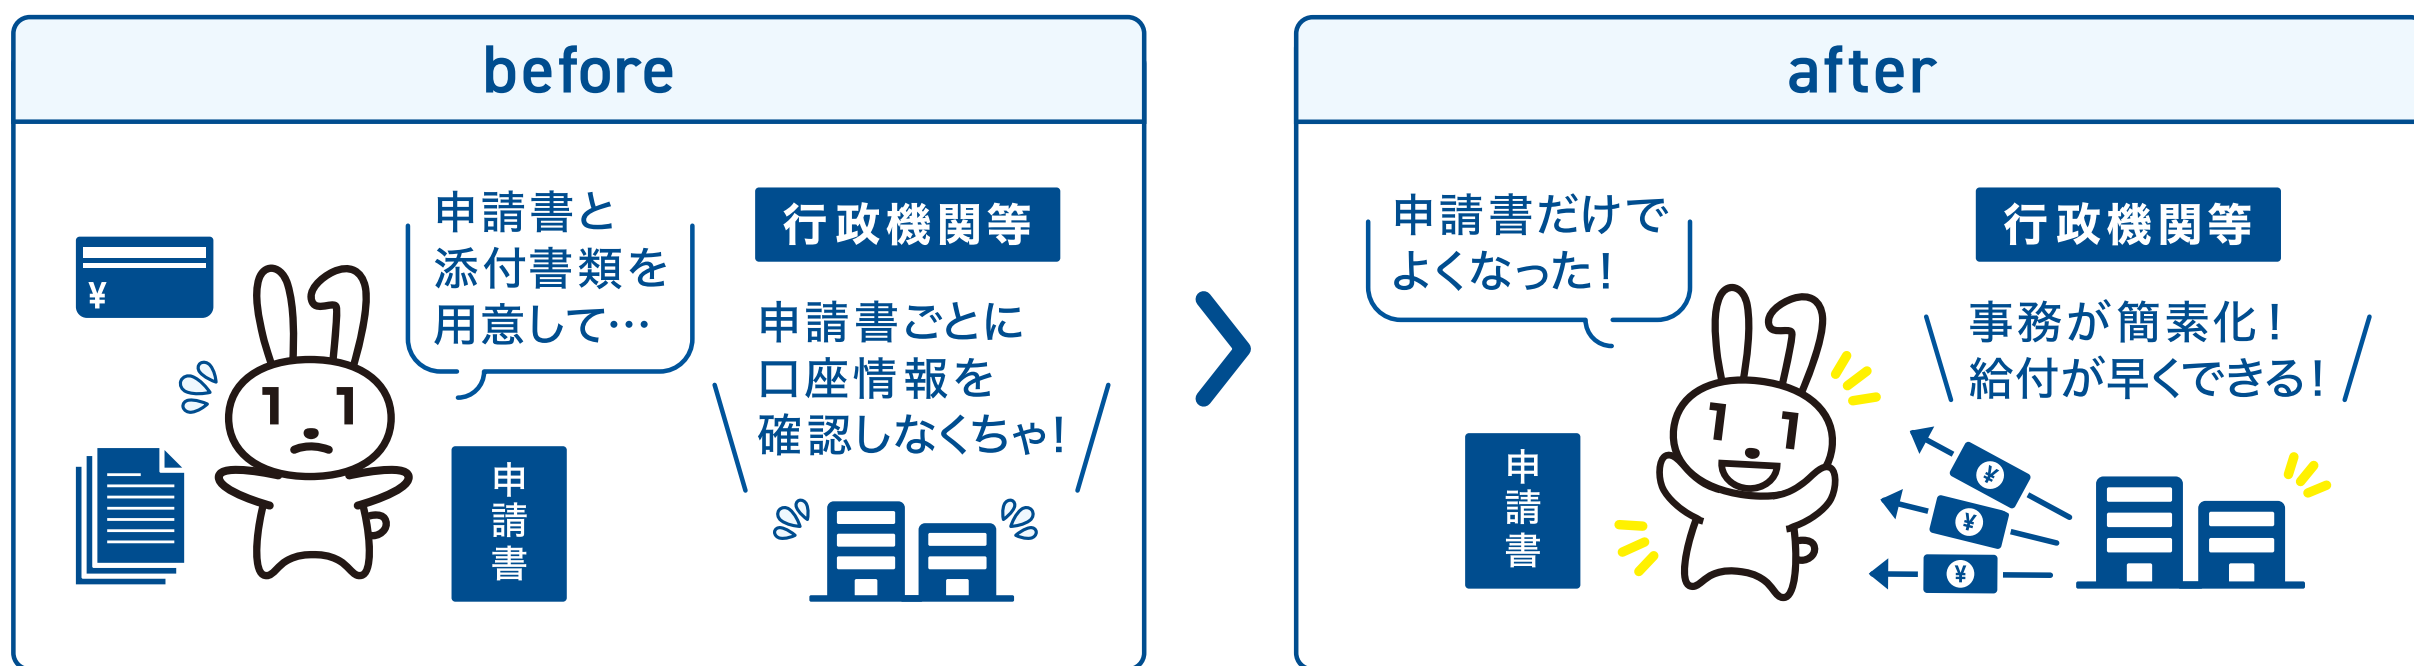 before
申請書と
添付書類を
用意して…
行政機関等
申請書ごとに
口座情報を
確認しなくちゃ！
¥
申請書
after
申請書だけで
よくなった！
行政機関等
事務が簡素化！
給付が早くできる！
申請書
¥
¥
¥